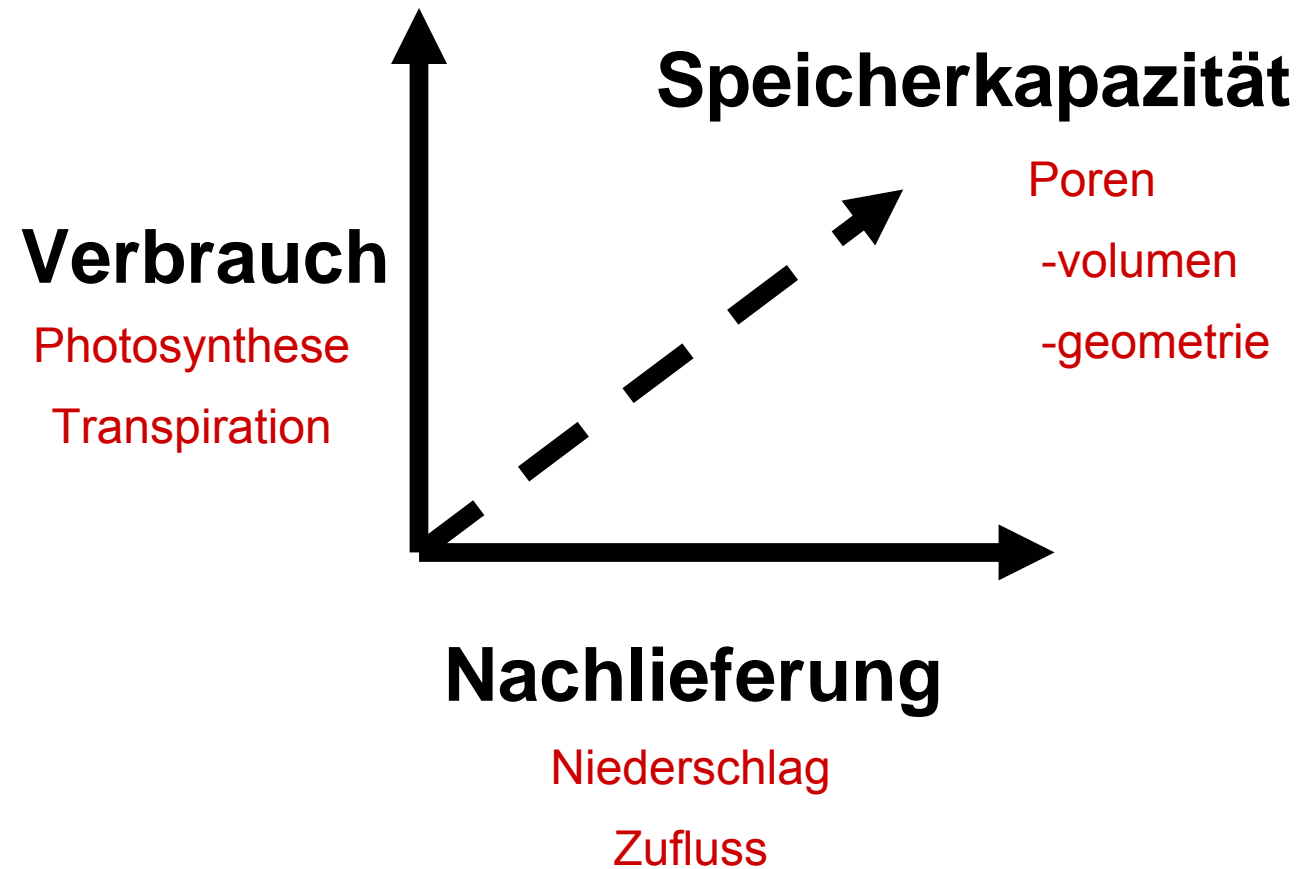 Speicherkapazität
Poren
-volumen
-geometrie
Verbrauch
Photosynthese
Transpiration
Nachlieferung
Niederschlag
Zufluss